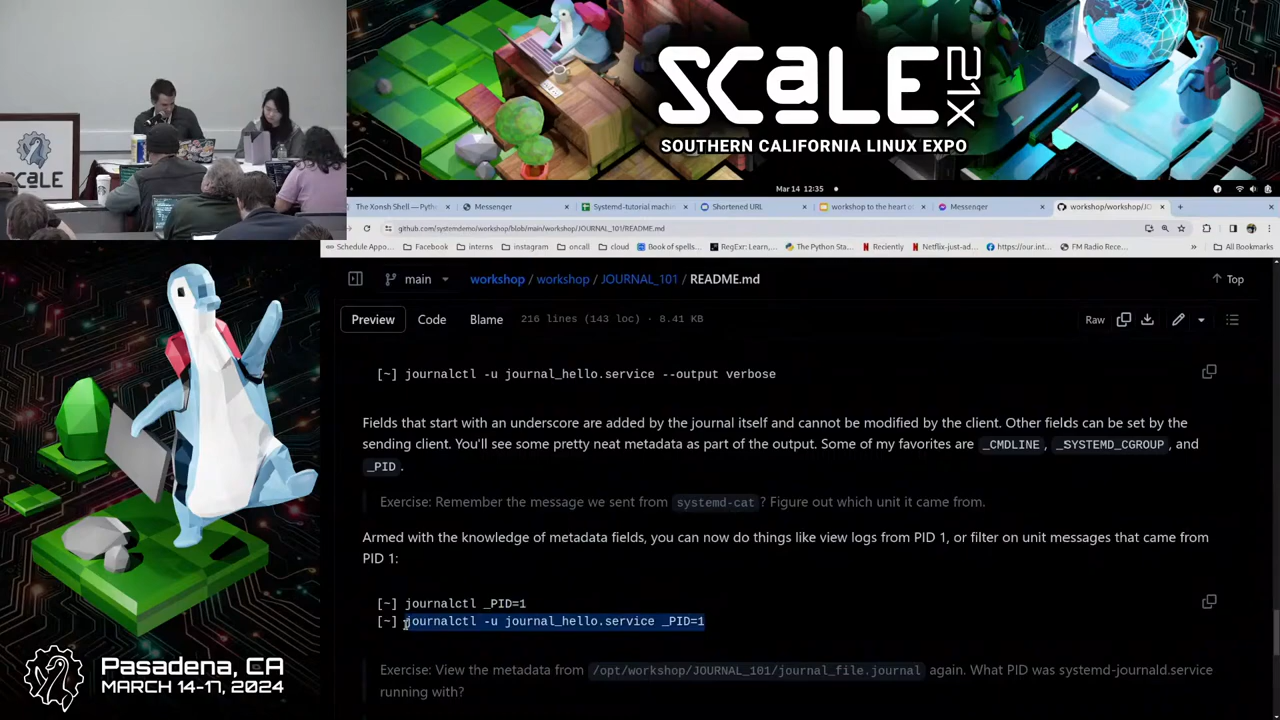 SCALE 21X
SOUTHERN CALIFORNIA LINUX EXPO
SCALE
Mar 14 12:35
The Xonsh Shell — Pyth
Messenger
Systemd-tutorial machin
Shortened URL
workshop to the heart o
Messenger
workshop/workshop/JO
github.com/systemdemo/workshop/blob/main/workshop/JOURNAL_101/README.md
Schedule Appo...
Facebook
interns
instagram
oncall
cloud
Book of spells...
RegExr: Learn,...
The Python Sta...
Reciently
Netflix-just-ad...
https://our.int...
FM Radio Rece...
All Bookmarks
main
workshop / workshop / JOURNAL_101 / README.md
Top
Preview
Code
Blame
216 lines (143 loc) · 8.41 KB
Raw
[~] journalctl -u journal_hello.service --output verbose
Fields that start with an underscore are added by the journal itself and cannot be modified by the client. Other fields can be set by the
sending client. You'll see some pretty neat metadata as part of the output. Some of my favorites are _CMDLINE , _SYSTEMD_CGROUP , and
_PID .
Exercise: Remember the message we sent from systemd-cat ? Figure out which unit it came from.
Armed with the knowledge of metadata fields, you can now do things like view logs from PID 1, or filter on unit messages that came from
PID 1:
[~] journalctl _PID=1
[~] journalctl -u journal_hello.service _PID=1
Exercise: View the metadata from /opt/workshop/JOURNAL_101/journal_file.journal again. What PID was systemd-journald.service
running with?
Pasadena, CA
MARCH 14-17, 2024